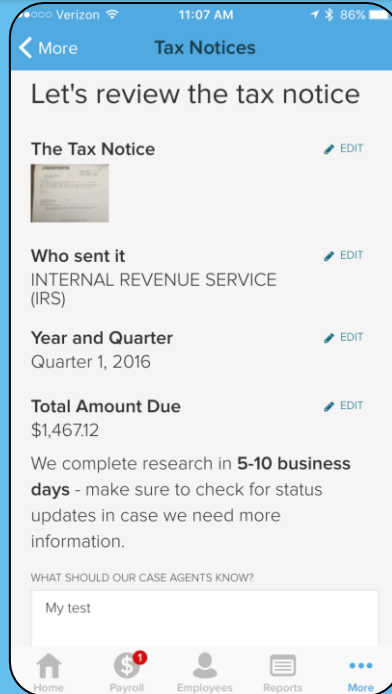 Verizon 11:07 AM 86%
More Tax Notices
Let's review the tax notice
The Tax Notice EDIT
Who sent it EDIT
INTERNAL REVENUE SERVICE
(IRS)
Year and Quarter EDIT
Quarter 1, 2016
Total Amount Due EDIT
$1,467.12
We complete research in 5-10 business
days - make sure to check for status
updates in case we need more
information.
WHAT SHOULD OUR CASE AGENTS KNOW?
My test
$ 1
Home Payroll Employees Reports More